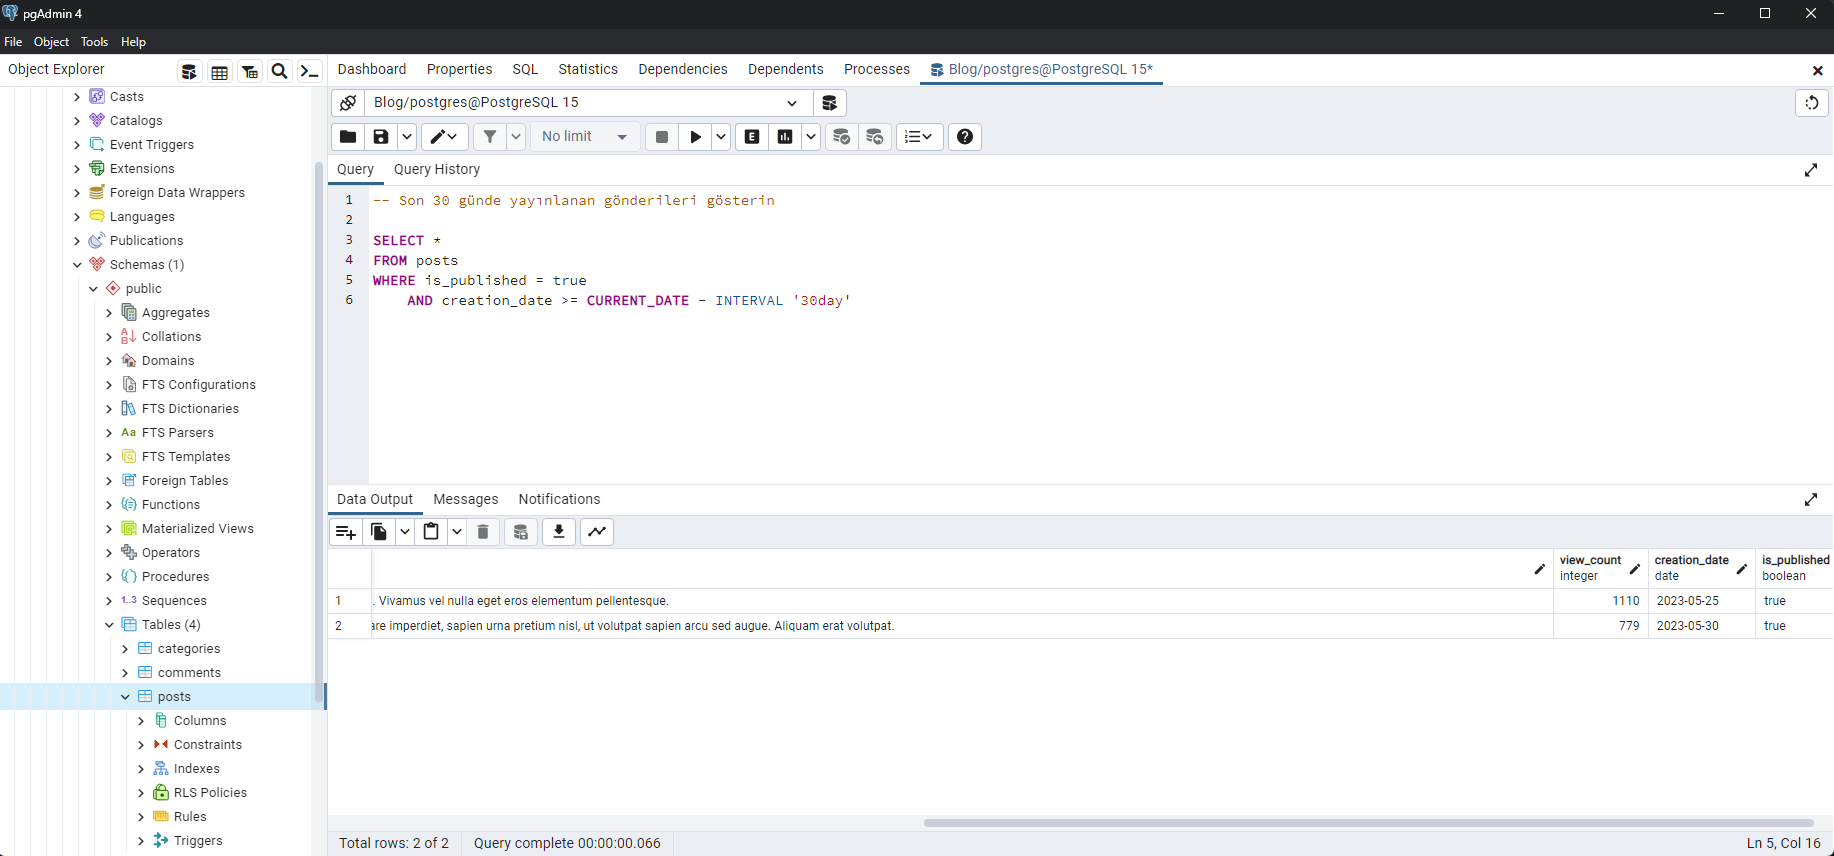 pgAdmin 4
File Object Tools Help
Object Explorer
Dashboard Properties SQL Statistics Dependencies Dependents Processes Blog/postgres@PostgreSQL 15*
Casts
Catalogs
Event Triggers
Extensions
Foreign Data Wrappers
Languages
Publications
Schemas (1)
public
Aggregates
Collations
Domains
FTS Configurations
FTS Dictionaries
FTS Parsers
FTS Templates
Foreign Tables
Functions
Materialized Views
Operators
Procedures
1..3 Sequences
Tables (4)
categories
comments
posts
Columns
Constraints
Indexes
RLS Policies
Rules
Triggers
Blog/postgres@PostgreSQL 15
No limit
Query Query History
1 -- Son 30 günde yayınlanan gönderileri gösterin
2
3 SELECT *
4 FROM posts
5 WHERE is_published = true
6 AND creation_date >= CURRENT_DATE - INTERVAL '30day'
Data Output Messages Notifications
view_count creation_date is_published
integer date boolean
1 . Vivamus vel nulla eget eros elementum pellentesque. 1110 2023-05-25 true
2 are imperdiet, sapien urna pretium nisl, ut volutpat sapien arcu sed augue. Aliquam erat volutpat. 779 2023-05-30 true
Total rows: 2 of 2 Query complete 00:00:00.066 Ln 5, Col 16